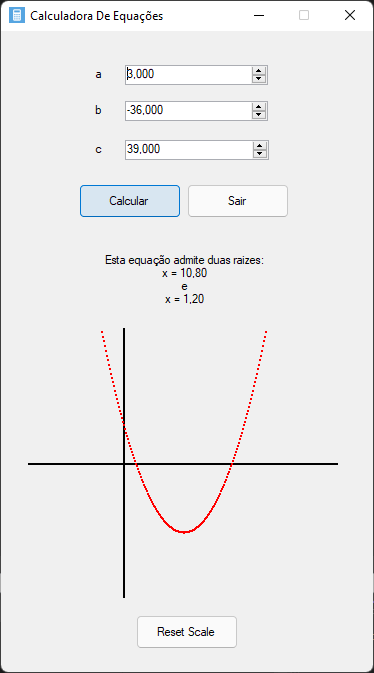 Calculadora De Equações
a
3,000
b
-36,000
c
39,000
Calcular
Sair
Esta equação admite duas raizes:
x = 10,80
e
x = 1,20
Reset Scale